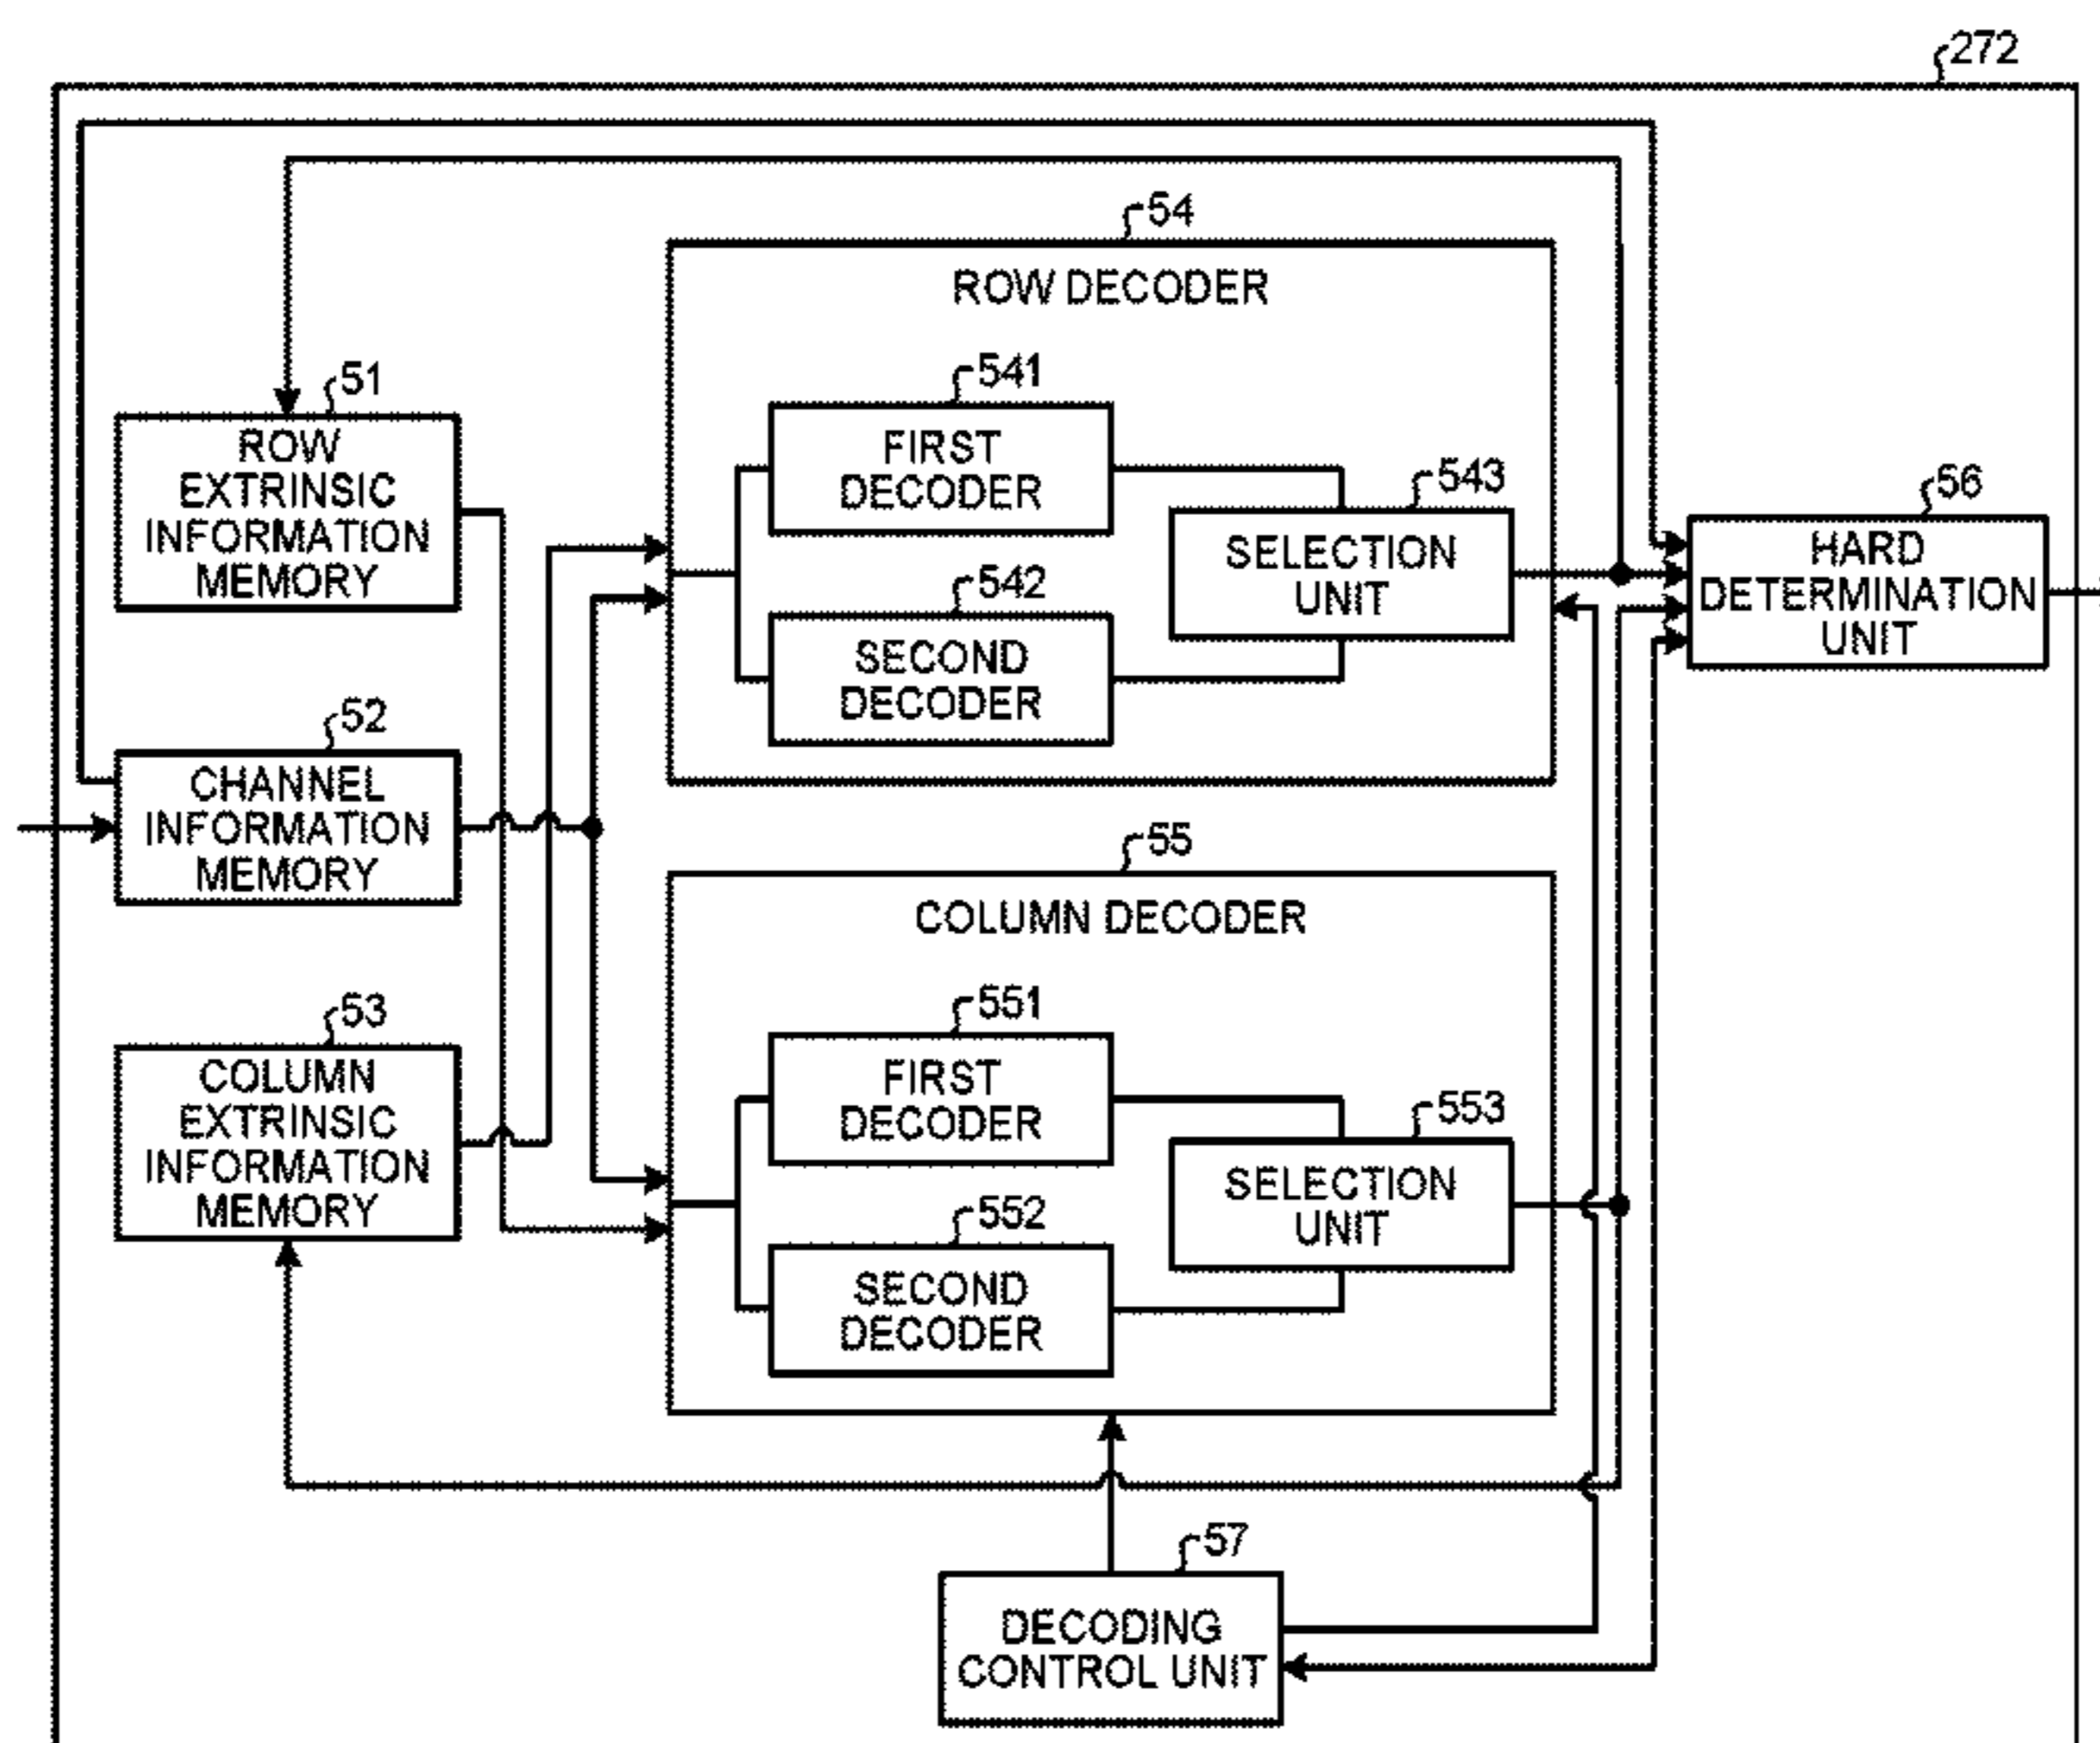 272
54
ROW DECODER
51
ROW
EXTRINSIC
INFORMATION
MEMORY
541
FIRST
DECODER
543
SELECTION
UNIT
542
SECOND
DECODER
56
HARD
DETERMINATION
UNIT
52
CHANNEL
INFORMATION
MEMORY
55
COLUMN DECODER
53
COLUMN
EXTRINSIC
INFORMATION
MEMORY
551
FIRST
DECODER
553
SELECTION
UNIT
552
SECOND
DECODER
57
DECODING
CONTROL UNIT